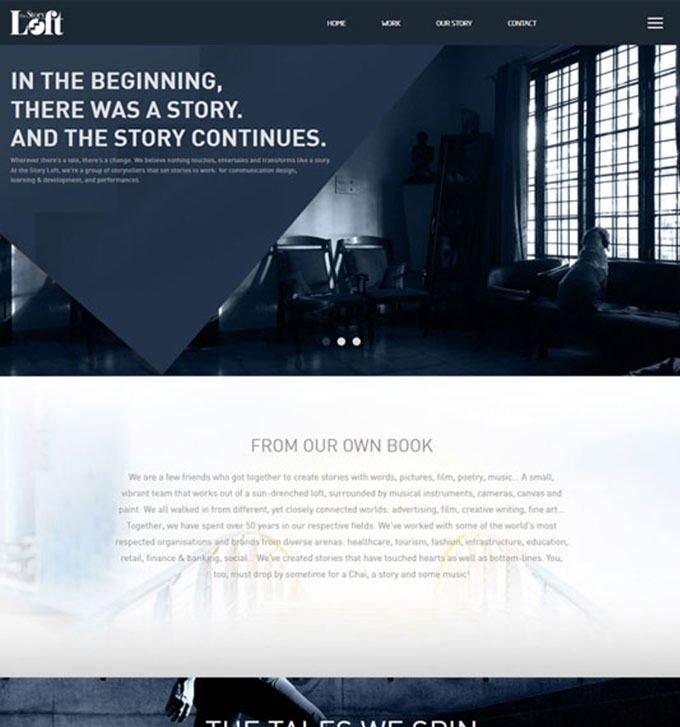 the Story
Loft
HOME
WORK
OUR STORY
CONTACT
IN THE BEGINNING,
THERE WAS A STORY.
AND THE STORY CONTINUES.
Wherever there's a tale, there's a change. We believe nothing touches, entertains and transforms like a story.
At the Story Loft, we're a group of storytellers that set stories to work: for communication design,
learning & development, and performances.
FROM OUR OWN BOOK
We are a few friends who got together to create stories with words, pictures, film, poetry, music... A small,
vibrant team that works out of a sun-drenched loft, surrounded by musical instruments, cameras, canvas and
paint. We all walked in from different, yet closely connected worlds: advertising, film, creative writing, fine art...
Together, we have spent over 50 years in our respective fields. We've worked with some of the world's most
respected organisations and brands from diverse arenas: healthcare, tourism, fashion, infrastructure, education,
retail, finance & banking, social... We've created stories that have touched hearts as well as bottom-lines. You,
too, must drop by sometime for a Chai, a story and some music!
THE TALES WE SPIN